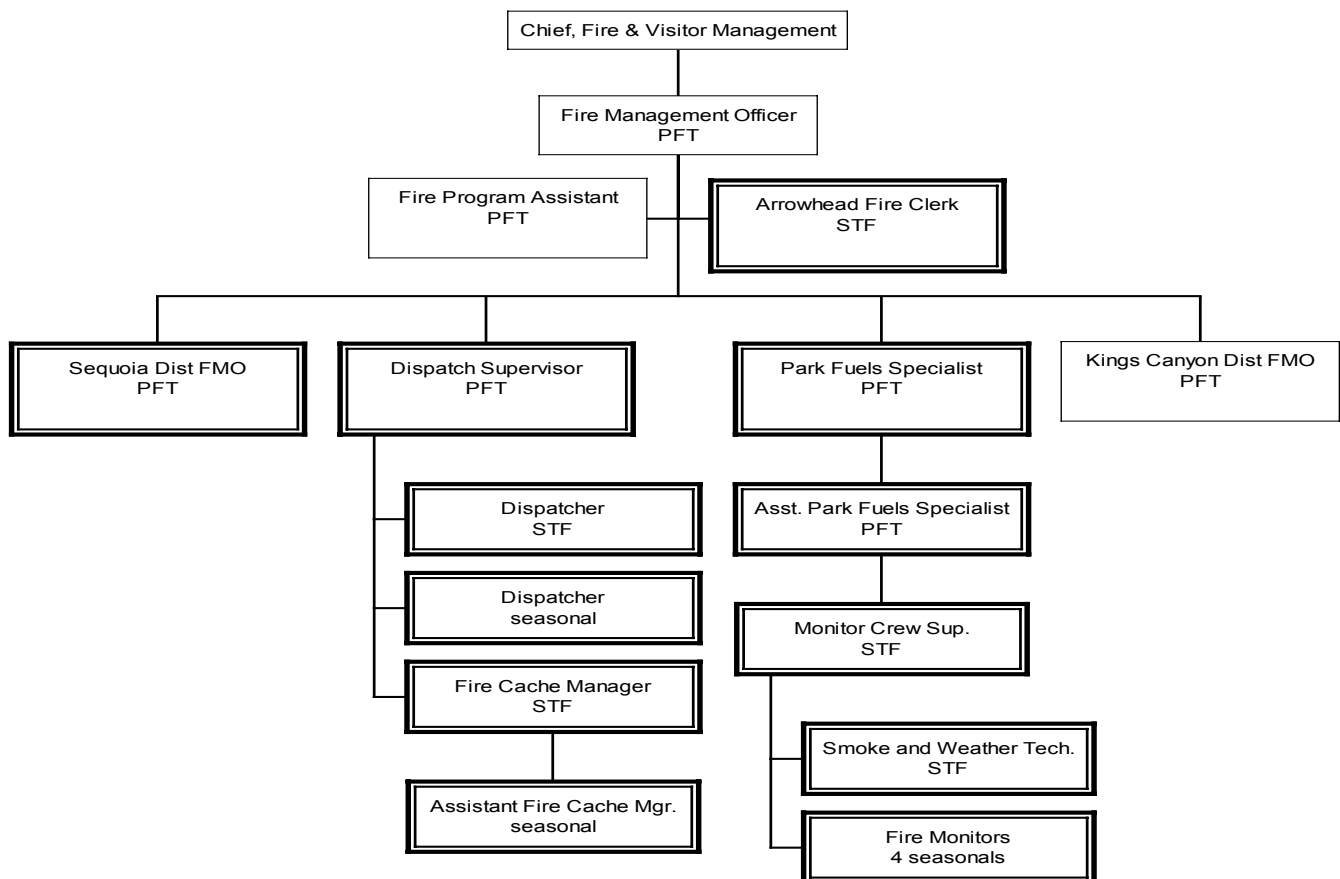 Chief, Fire & Visitor Management
Fire Management Officer
PFT
Fire Program Assistant
PFT
Arrowhead Fire Clerk
STF
Sequoia Dist FMO
PFT
Dispatch Supervisor
PFT
Park Fuels Specialist
PFT
Kings Canyon Dist FMO
PFT
Dispatcher
STF
Dispatcher
seasonal
Fire Cache Manager
STF
Assistant Fire Cache Mgr.
seasonal
Asst. Park Fuels Specialist
PFT
Monitor Crew Sup.
STF
Smoke and Weather Tech.
STF
Fire Monitors
4 seasonals